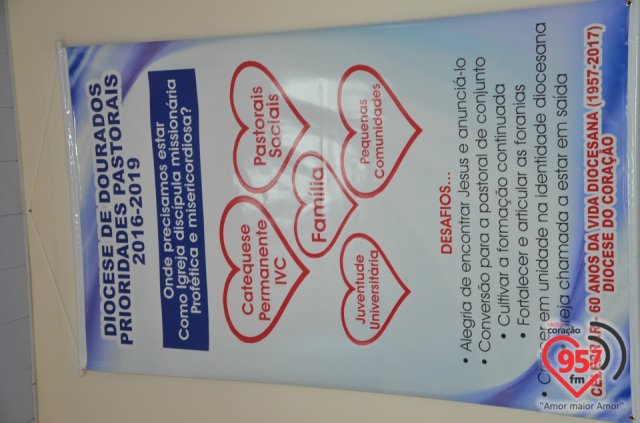 DIOCESE DE DOURADOS
PRIORIDADES PASTORAIS
2016-2019
Onde precisamos estar
Como Igreja discípula missionária
Profética e misericordiosa?
Pastorais
Sociais
Pequenas
Comunidades
Família
Catequese
Permanente
IVC
Juventude
Universitária
DESAFIOS...
• Alegria de encontrar Jesus e anunciá-lo
• Conversão para a pastoral de conjunto
• Cultivar a formação continuada
• Fortalecer e articular as foranias
em unidade na identidade diocesana
chamada a estar em saída
60 ANOS DA VIDA DIOCESANA (1957-2017)
DIOCESE DO CORAÇÃO
coração
95,7
fm
"Amor maior Amor"